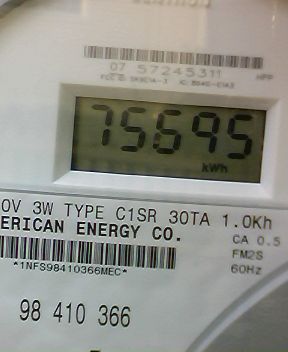 07 57245311
HPP
75695
kWh
0V 3W TYPE C1SR 30TA 1.0Kh
ERICAN ENERGY CO.
CA 0.5
FM2S
60Hz
*1NFS98410366MEC*
98 410 366